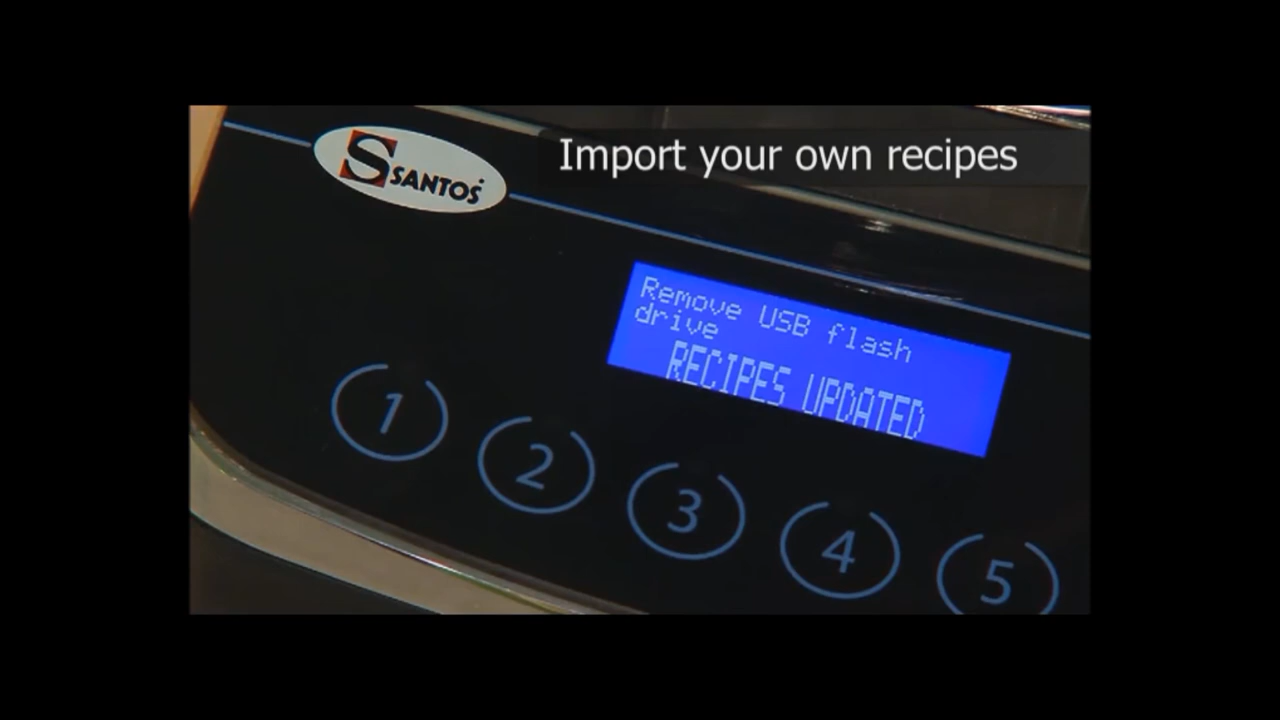 Import your own recipes
S SANTOS
Remove USB flash
drive
RECIPES UPDATED
1
2
3
4
5